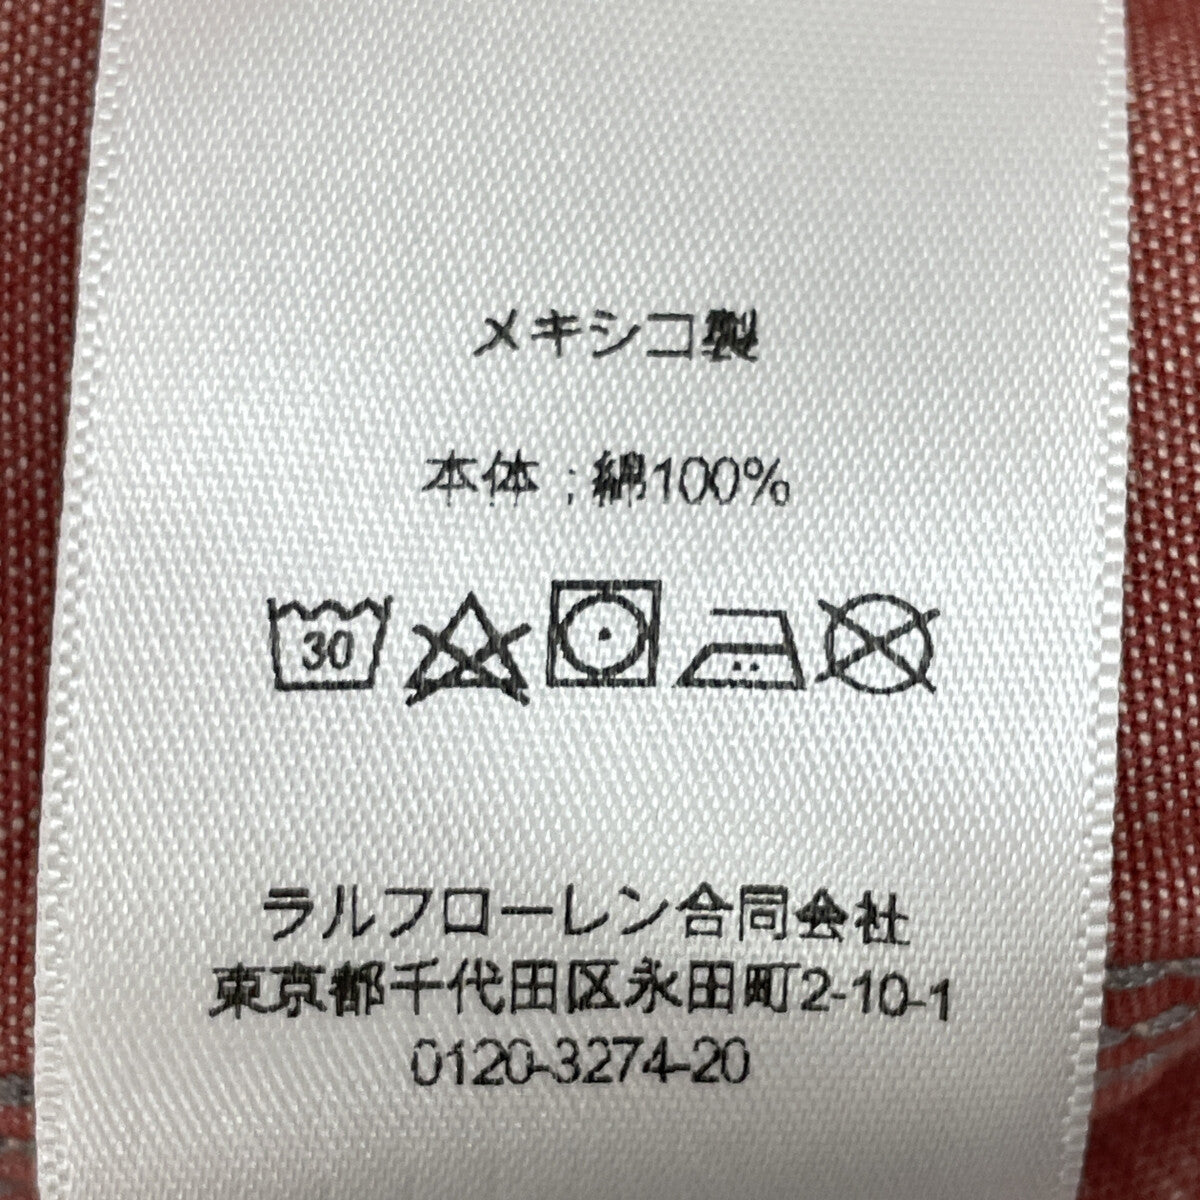 メキシコ製
本体 : 綿100%
30
ラルフローレン合同会社
東京都千代田区永田町2-10-1
0120-3274-20